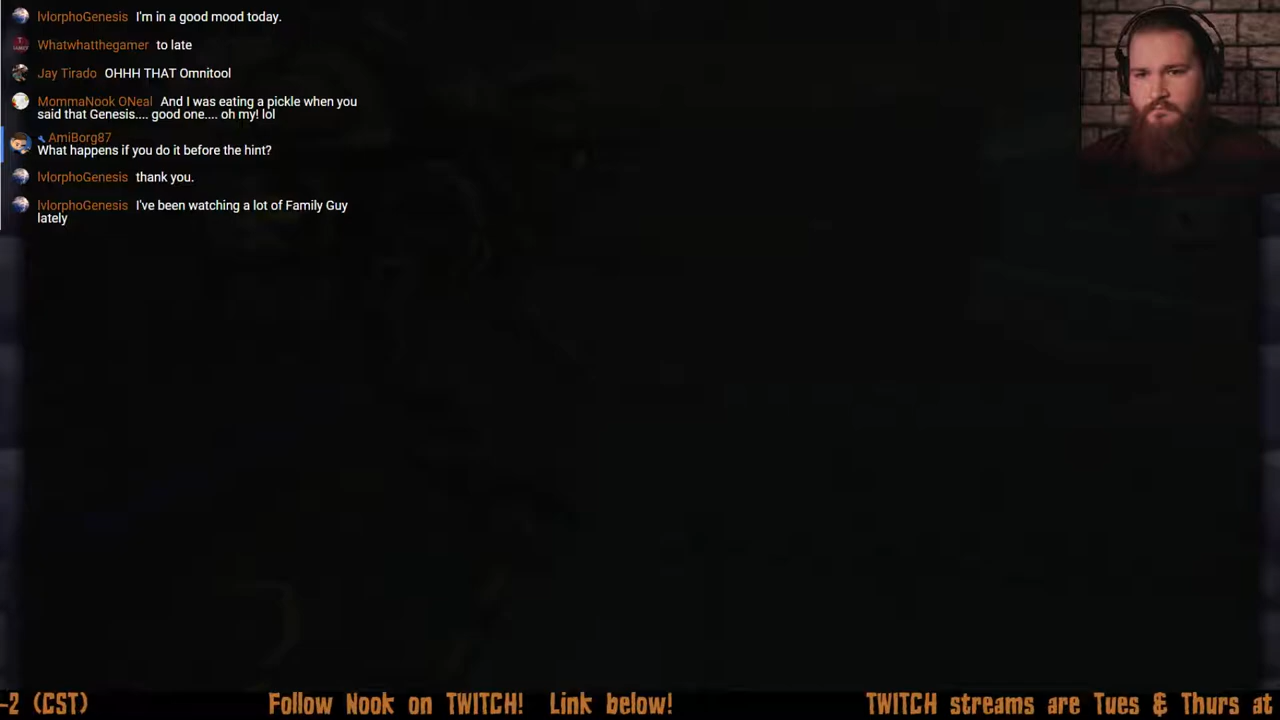 IvIorphoGenesis I'm in a good mood today.
Whatwhatthegamer to late
Jay Tirado OHHH THAT Omnitool
MommaNook ONeal And I was eating a pickle when you
said that Genesis.... good one.... oh my! lol
AmiBorg87
What happens if you do it before the hint?
IvIorphoGenesis thank you.
IvIorphoGenesis I've been watching a lot of Family Guy
lately
-2 (CST) Follow Nook on TWITCH! Link below! TWITCH streams are Tues & Thurs at